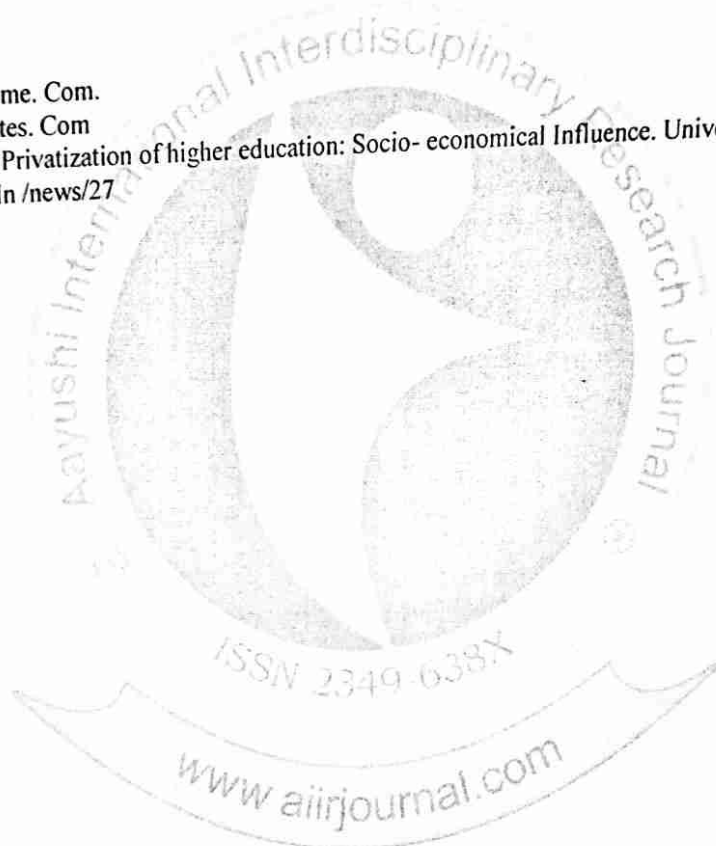 me. Com.
tes. Com
Privatization of higher education: Socio- economical Influence. Unive
in /news/27
Aayushi International Interdisciplinary Research Journal
ISSN 2349-638X
www.aiirjournal.com